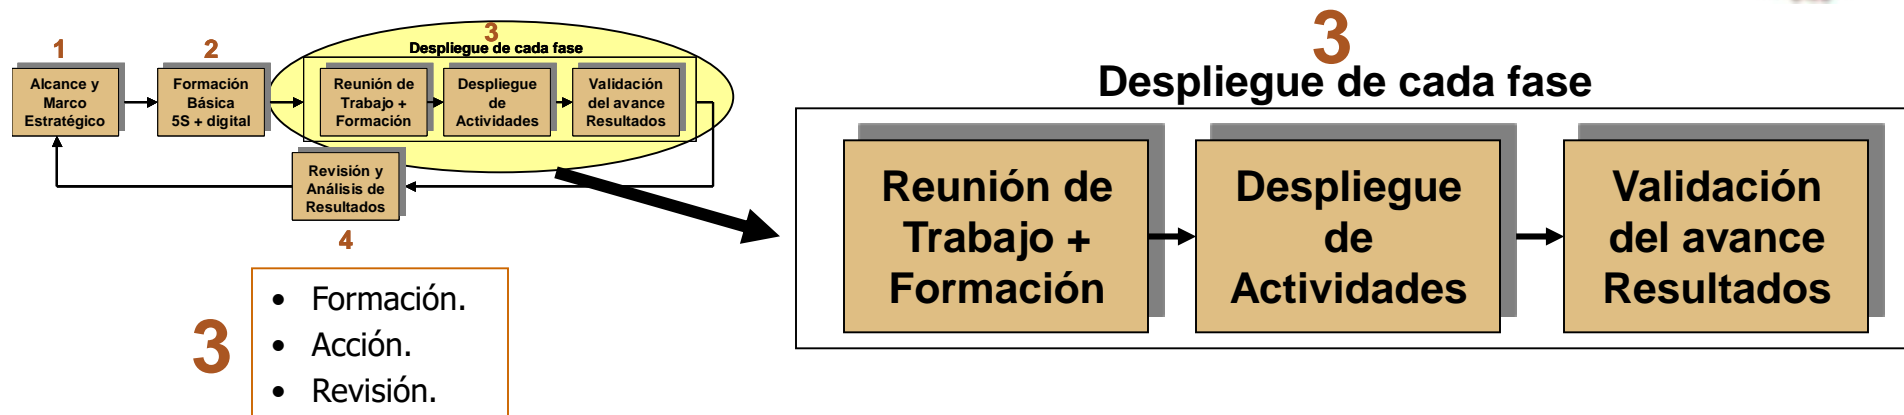 1
Alcance y
Marco
Estratégico
2
Formación
Básica
5S + digital
3
Despliegue de cada fase
Reunión de
Trabajo +
Formación
Despliegue
de
Actividades
Validación
del avance
Resultados
Revisión y
Análisis de
Resultados
4
3
• Formación.
• Acción.
• Revisión.
3
Despliegue de cada fase
Reunión de
Trabajo +
Formación
Despliegue
de
Actividades
Validación
del avance
Resultados